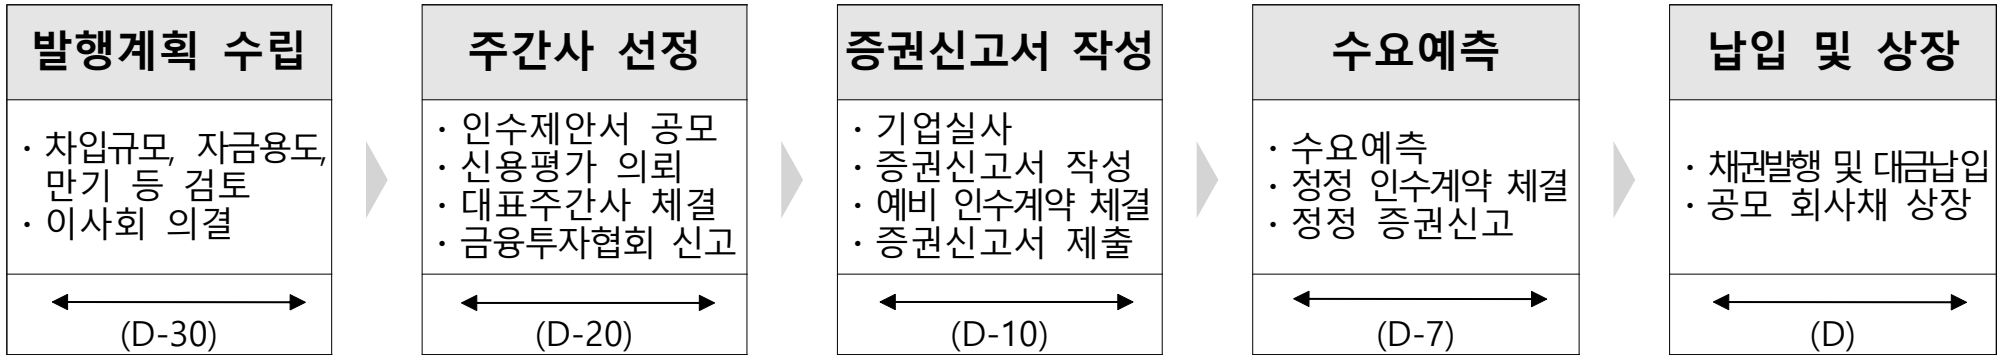 발행계획 수립
· 차입규모, 자금용도,
만기 등 검토
· 이사회 의결
(D-30)
주간사 선정
· 인수제안서 공모
· 신용평가 의뢰
· 대표주간사 체결
· 금융투자협회 신고
(D-20)
증권신고서 작성
· 기업실사
· 증권신고서 작성
· 예비 인수계약 체결
· 증권신고서 제출
(D-10)
수요예측
· 수요예측
· 정정 인수계약 체결
· 정정 증권신고
(D-7)
납입 및 상장
· 채권발행 및 대금납입
· 공모 회사채 상장
(D)